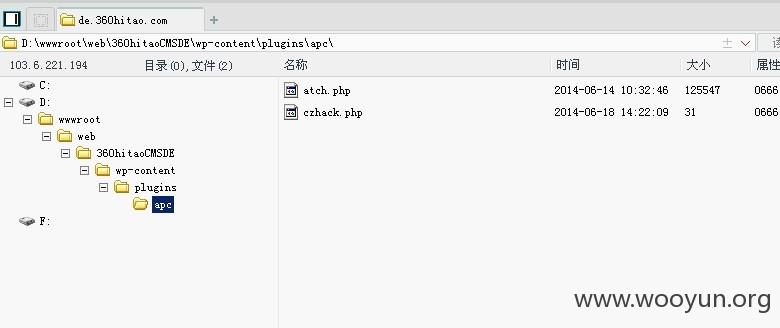 de.360hitao.com
D:\wwwroot\web\360hitaoCMSDE\wp-content\plugins\apc\
读
103.6.221.194 目录(0),文件(2) 名称 时间 大小 属性
C:
D:
wwwroot
web
360hitaoCMSDE
wp-content
plugins
apc
F:
atch.php 2014-06-14 10:32:46 125547 0666
czhack.php 2014-06-18 14:22:09 31 0666
www.wooyun.org